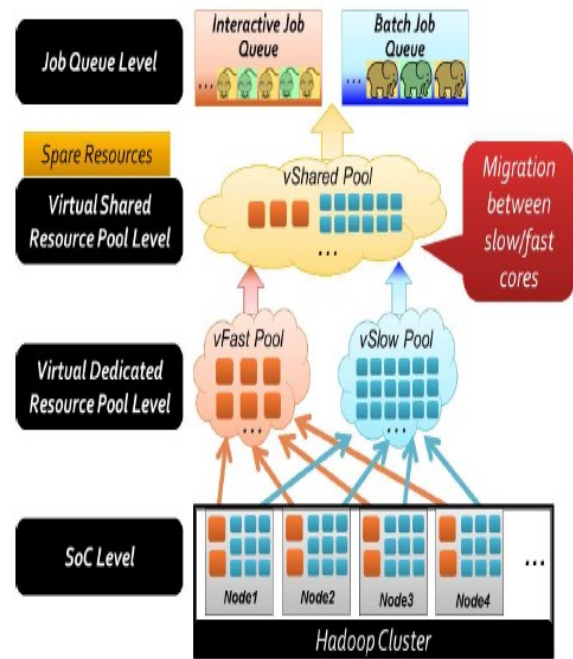 Job Queue Level
Interactive Job
Queue
...
Batch Job
Queue
...
Spare Resources
Virtual Shared
Resource Pool Level
vShared Pool
...
Migration
between
slow/fast
cores
Virtual Dedicated
Resource Pool Level
vFast Pool
...
vSlow Pool
...
SoC Level
Node1
Node2
Node3
Node4
...
Hadoop Cluster